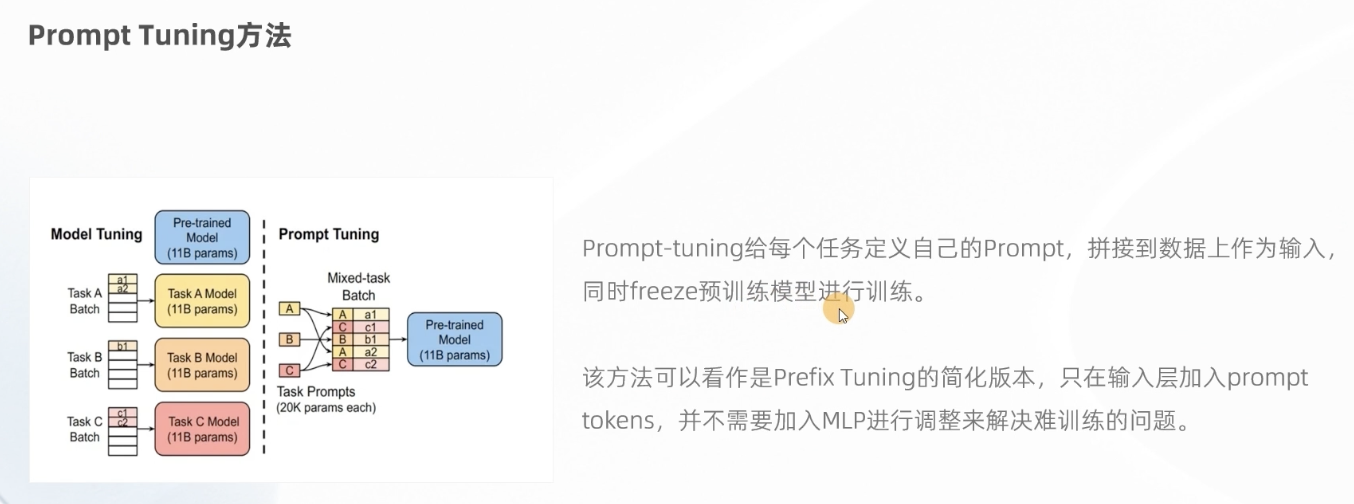 Prompt Tuning方法
Model Tuning
Pre-trained
Model
(11B params)
Task A
Batch
a1
a2
Task A Model
(11B params)
Task B
Batch
b1
Task B Model
(11B params)
Task C
Batch
c1
c2
Task C Model
(11B params)
Prompt Tuning
Mixed-task
Batch
A
B
C
A a1
C c1
B b1
A a2
C c2
Task Prompts
(20K params each)
Pre-trained
Model
(11B params)
Prompt-tuning给每个任务定义自己的Prompt，拼接到数据上作为输入，
同时freeze预训练模型进行训练。
该方法可以看作是Prefix Tuning的简化版本，只在输入层加入prompt
tokens，并不需要加入MLP进行调整来解决难训练的问题。